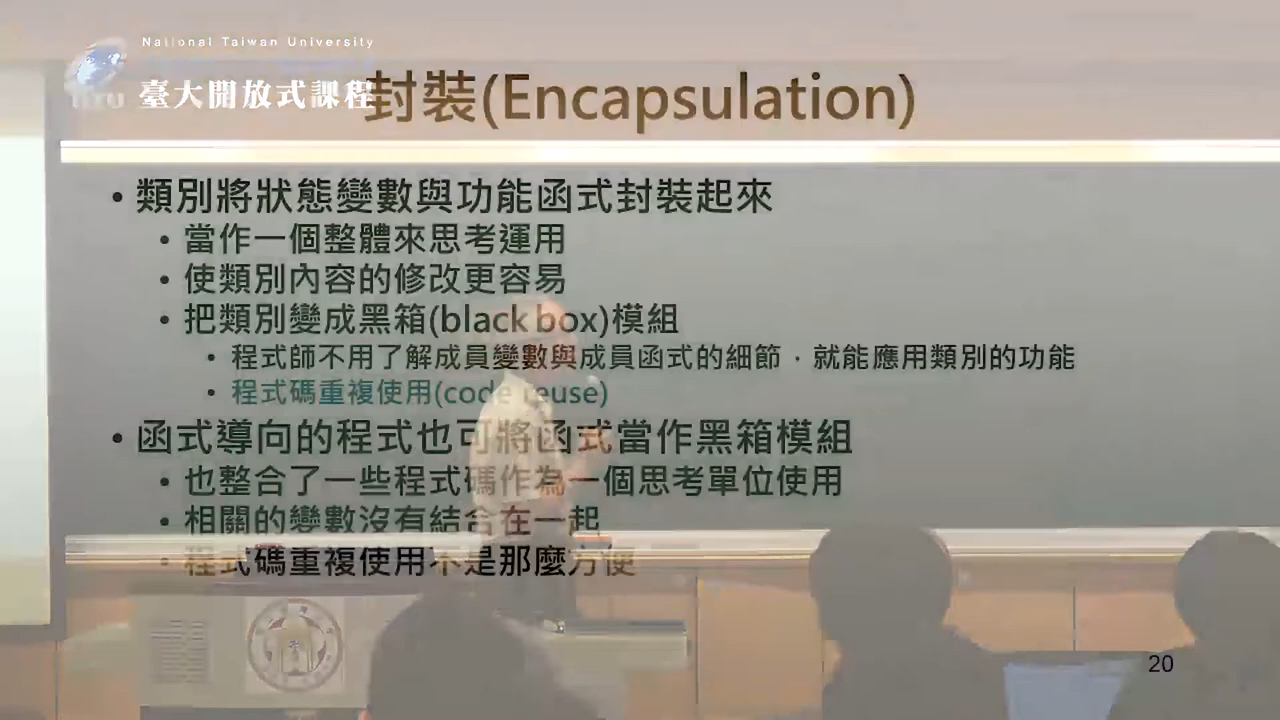 National Taiwan University
臺大開放式課程
封裝(Encapsulation)
• 類別將狀態變數與功能函式封裝起來
• 當作一個整體來思考運用
• 使類別內容的修改更容易
• 把類別變成黑箱(black box)模組
• 程式師不用了解成員變數與成員函式的細節，就能應用類別的功能
• 程式碼重複使用(code reuse)
• 函式導向的程式也可將函式當作黑箱模組
• 也整合了一些程式碼作為一個思考單位使用
• 相關的變數沒有結合在一起
• 程式碼重複使用不是那麼方便
20